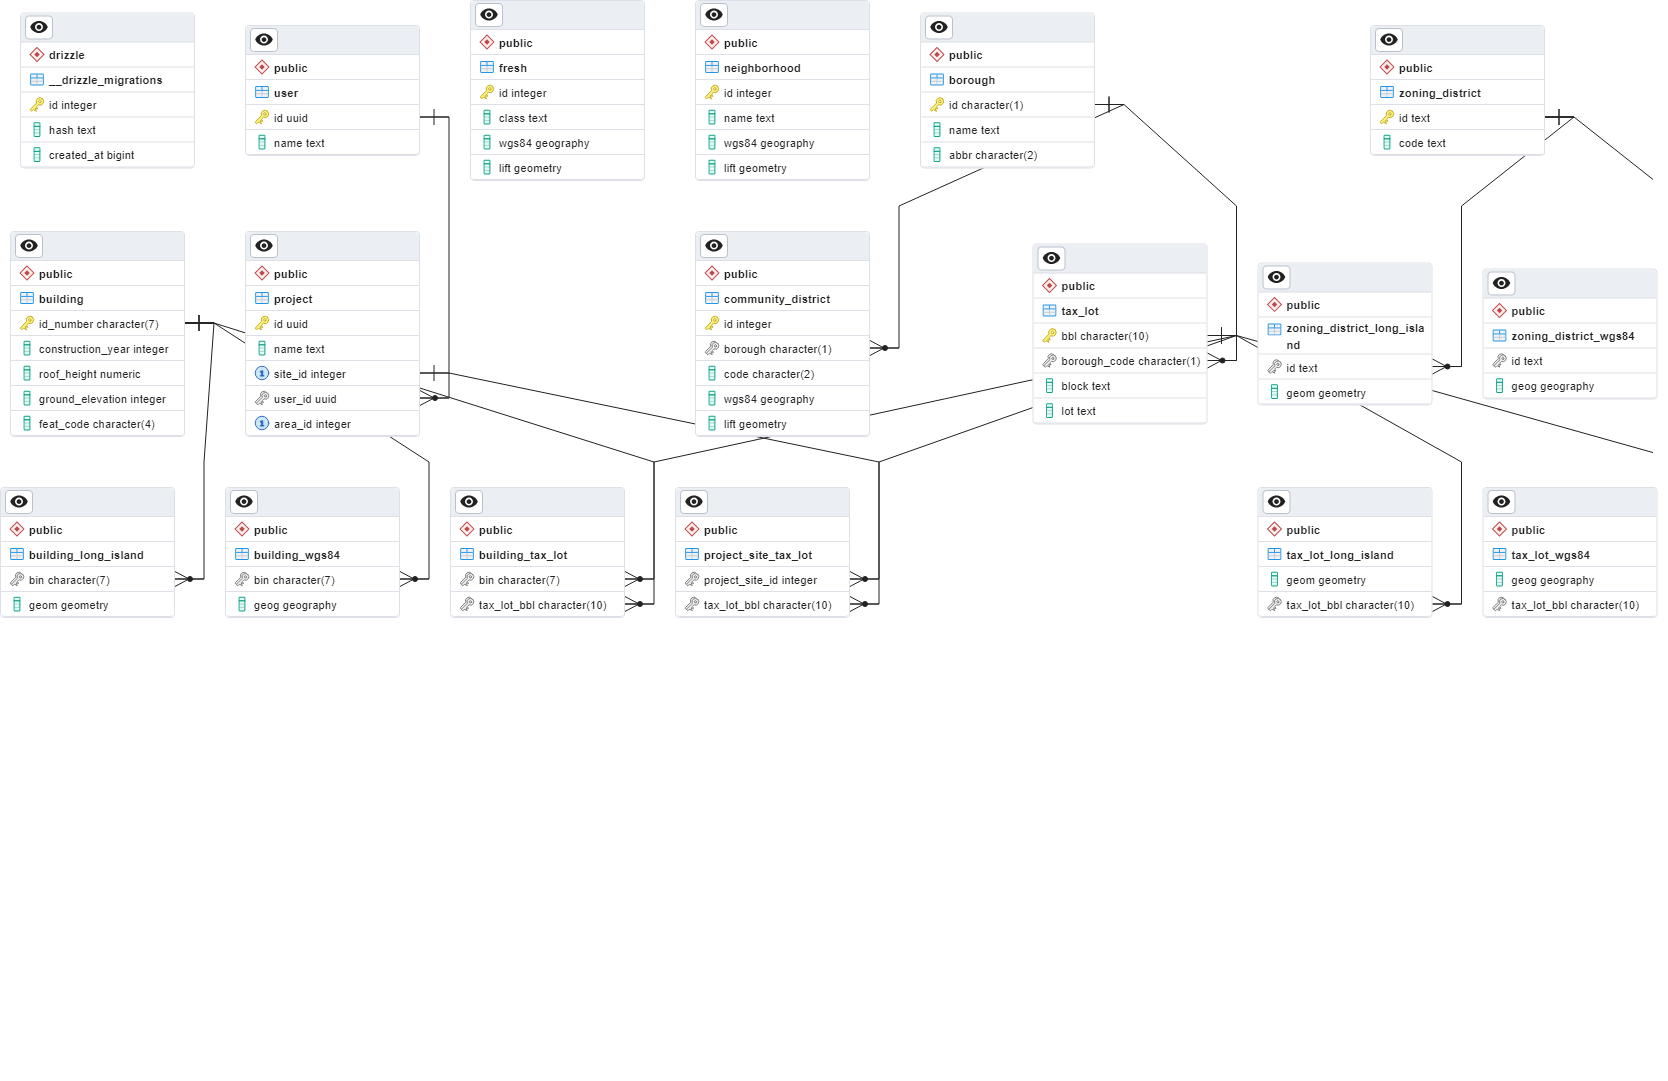 drizzle
__drizzle_migrations
id integer
hash text
created_at bigint
public
user
id uuid
name text
public
fresh
id integer
class text
wgs84 geography
lift geometry
public
neighborhood
id integer
name text
wgs84 geography
lift geometry
public
borough
id character(1)
name text
abbr character(2)
public
zoning_district
id text
code text
public
building
id_number character(7)
construction_year integer
roof_height numeric
ground_elevation integer
feat_code character(4)
public
project
id uuid
name text
1 site_id integer
user_id uuid
1 area_id integer
public
community_district
id integer
borough character(1)
code character(2)
wgs84 geography
lift geometry
public
tax_lot
bbl character(10)
borough_code character(1)
block text
lot text
public
zoning_district_long_isla
nd
id text
geom geometry
public
zoning_district_wgs84
id text
geog geography
public
building_long_island
bin character(7)
geom geometry
public
building_wgs84
bin character(7)
geog geography
public
building_tax_lot
bin character(7)
tax_lot_bbl character(10)
public
project_site_tax_lot
project_site_id integer
tax_lot_bbl character(10)
public
tax_lot_long_island
geom geometry
tax_lot_bbl character(10)
public
tax_lot_wgs84
geog geography
tax_lot_bbl character(10)